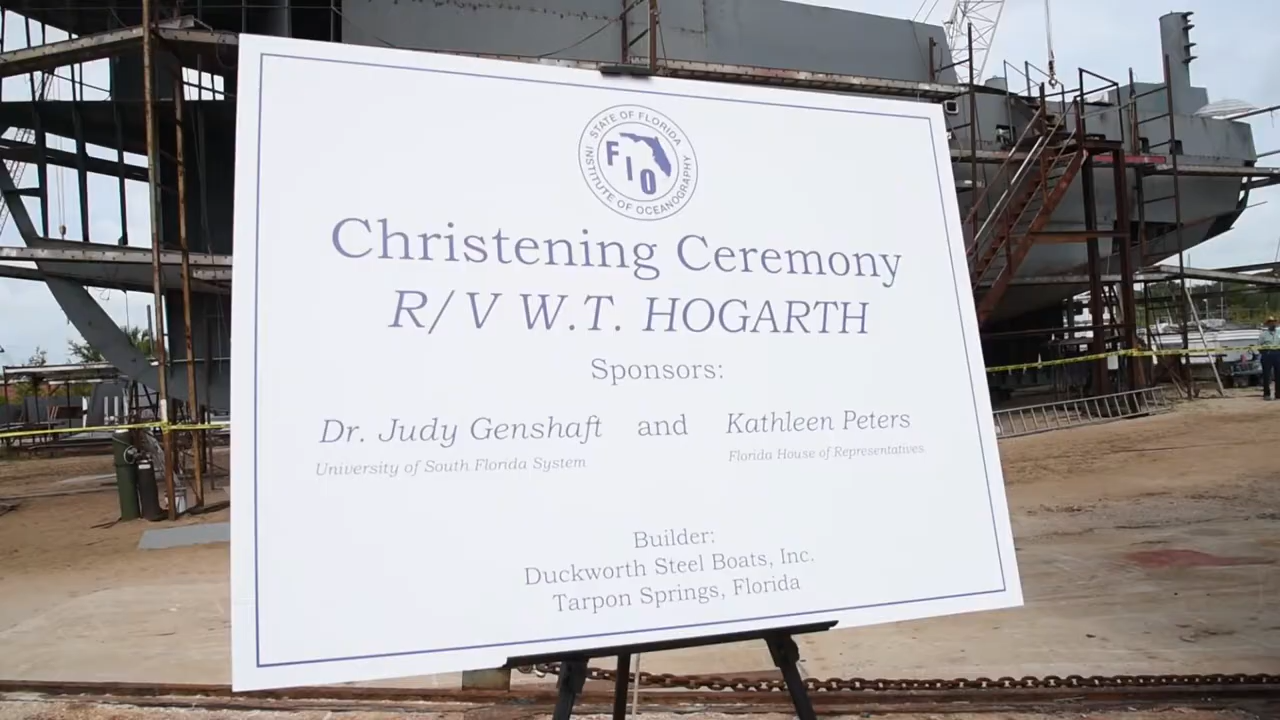 STATE OF FLORIDA
FIO
INSTITUTE OF OCEANOGRAPHY
Christening Ceremony
R/V W.T. HOGARTH
Sponsors:
Dr. Judy Genshaft and Kathleen Peters
University of South Florida System Florida House of Representatives
Builder:
Duckworth Steel Boats, Inc.
Tarpon Springs, Florida